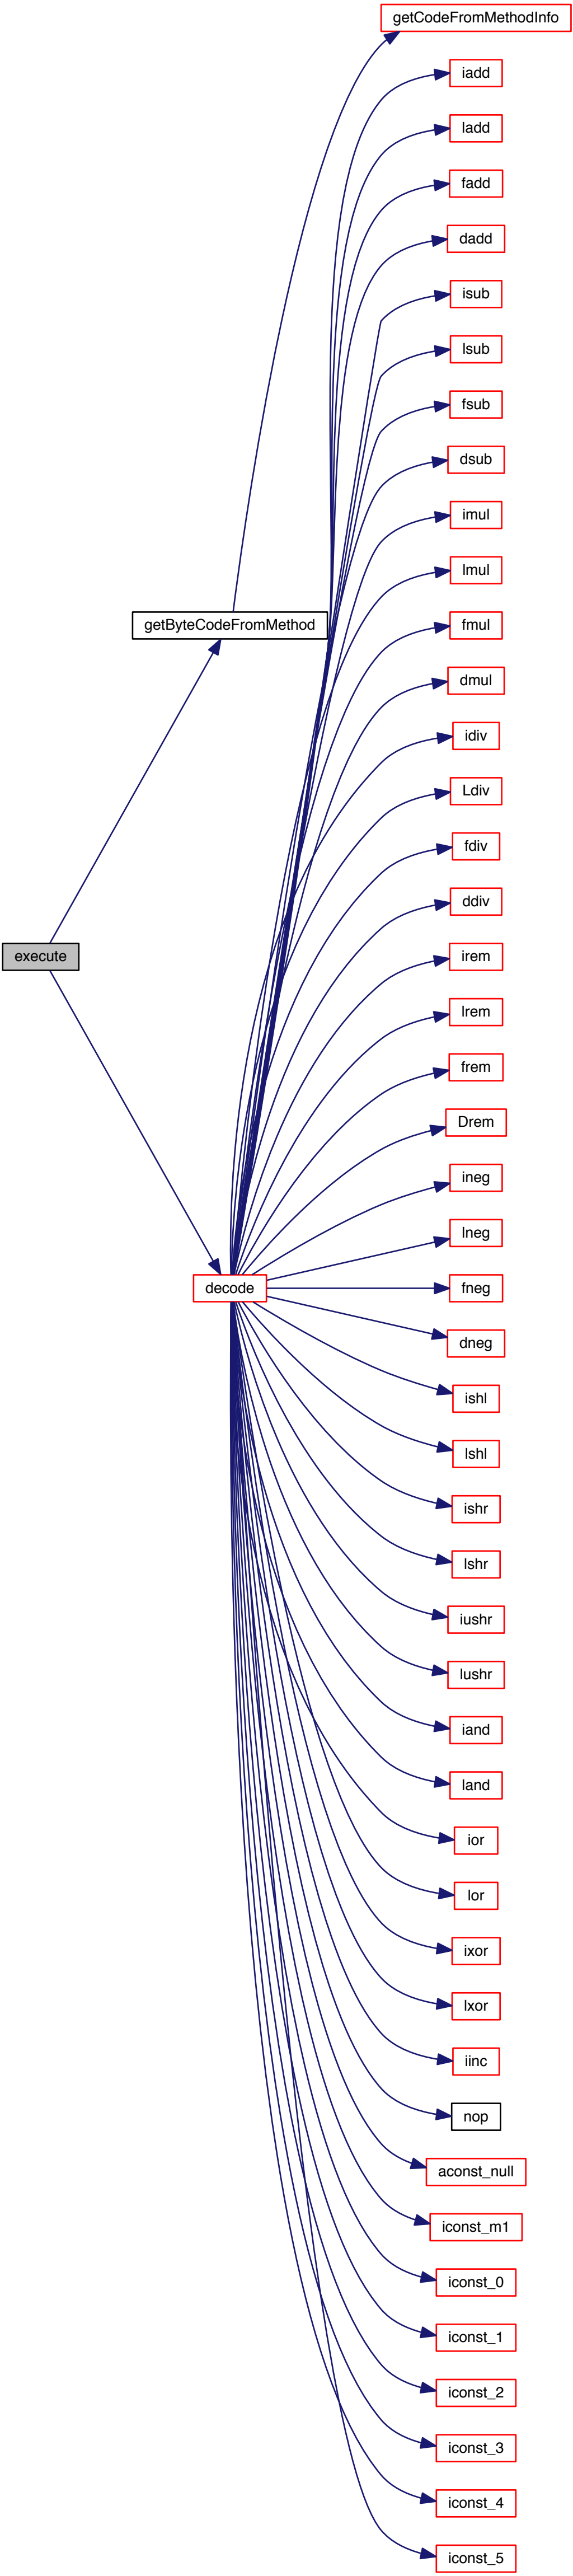 getCodeFromMethodInfo
iadd
ladd
fadd
dadd
isub
lsub
fsub
dsub
imul
lmul
getByteCodeFromMethod
fmul
dmul
idiv
Ldiv
fdiv
ddiv
execute
irem
lrem
frem
Drem
ineg
lneg
decode
fneg
dneg
ishl
lshl
ishr
lshr
iushr
lushr
iand
land
ior
lor
ixor
lxor
iinc
nop
aconst_null
iconst_m1
iconst_0
iconst_1
iconst_2
iconst_3
iconst_4
iconst_5